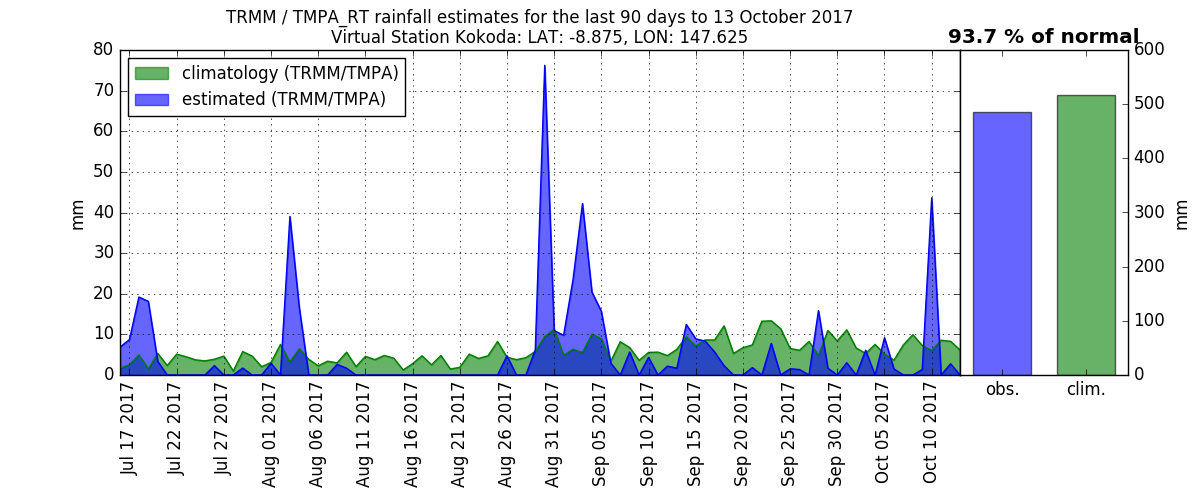 TRMM / TMPA_RT rainfall estimates for the last 90 days to 13 October 2017
Virtual Station Kokoda: LAT: -8.875, LON: 147.625
93.7 % of normal
climatology (TRMM/TMPA)
estimated (TRMM/TMPA)
80
70
60
50
40
30
20
10
0
mm
Jul 17 2017
Jul 22 2017
Jul 27 2017
Aug 01 2017
Aug 06 2017
Aug 11 2017
Aug 16 2017
Aug 21 2017
Aug 26 2017
Aug 31 2017
Sep 05 2017
Sep 10 2017
Sep 15 2017
Sep 20 2017
Sep 25 2017
Sep 30 2017
Oct 05 2017
Oct 10 2017
obs.
clim.
600
500
400
300
200
100
0
mm